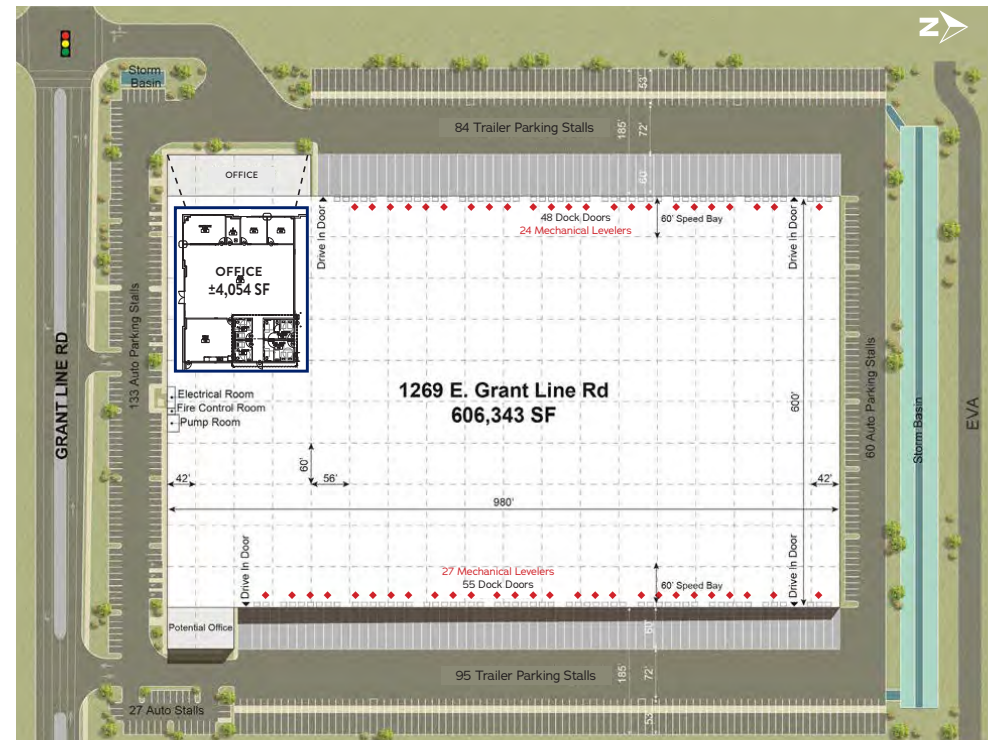 Z
Storm
Basin
53'
84 Trailer Parking Stalls
185'
72'
60'
OFFICE
48 Dock Doors
24 Mechanical Levelers
60' Speed Bay
Drive In Door
Drive In Door
OFFICE
±4,054 SF
GRANT LINE RD
133 Auto Parking Stalls
Electrical Room
Fire Control Room
Pump Room
1269 E. Grant Line Rd
606,343 SF
600'
60 Auto Parking Stalls
Storm Basin
EVA
60'
42'
56'
42'
980'
Drive In Door
27 Mechanical Levelers
55 Dock Doors
60' Speed Bay
Drive In Door
Potential Office
60'
95 Trailer Parking Stalls
185'
72'
27 Auto Stalls
53'